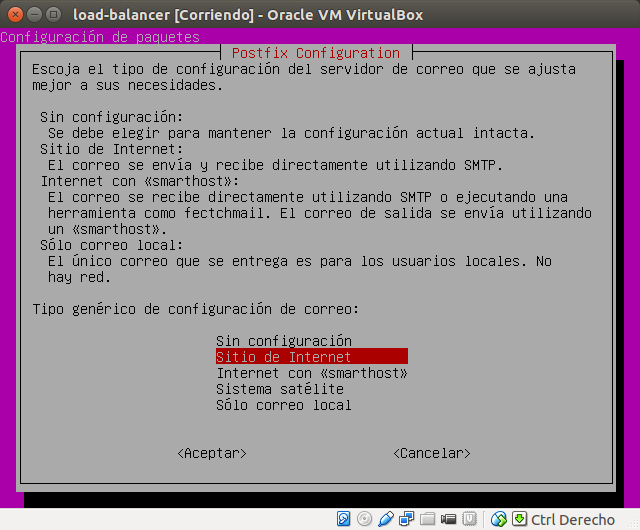 load-balancer [Corriendo] - Oracle VM VirtualBox
Configuración de paquetes
Postfix Configuration
Escoja el tipo de configuración del servidor de correo que se ajusta
mejor a sus necesidades.
Sin configuración:
Se debe elegir para mantener la configuración actual intacta.
Sitio de Internet:
El correo se envía y recibe directamente utilizando SMTP.
Internet con «smarthost»:
El correo se recibe directamente utilizando SMTP o ejecutando una
herramienta como fectchmail. El correo de salida se envía utilizando
un «smarthost».
Sólo correo local:
El único correo que se entrega es para los usuarios locales. No
hay red.
Tipo genérico de configuración de correo:
Sin configuración
Sitio de Internet
Internet con «smarthost»
Sistema satélite
Sólo correo local
<Aceptar> <Cancelar>
Ctrl Derecho